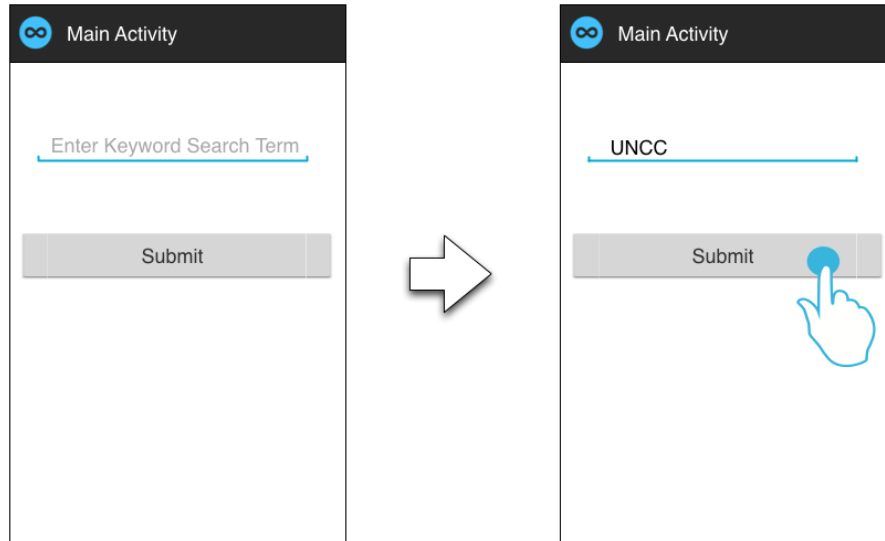 Main Activity
Enter Keyword Search Term
Submit
Main Activity
UNCC
Submit